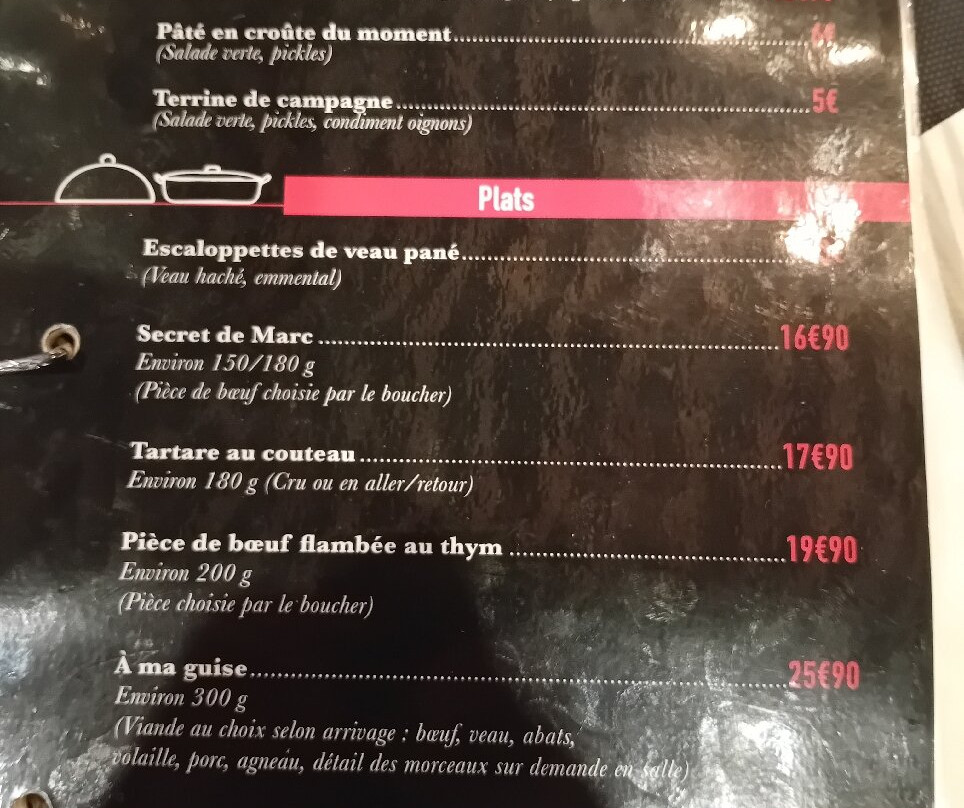 Pâté en croûte du moment 6€
(Salade verte, pickles)
Terrine de campagne 5€
(Salade verte, pickles, condiment oignons)
Plats
Escaloppettes de veau pané
(Veau haché, emmental)
Secret de Marc 16€90
Environ 150/180 g
(Pièce de bœuf choisie par le boucher)
Tartare au couteau 17€90
Environ 180 g (Cru ou en aller/retour)
Pièce de bœuf flambée au thym 19€90
Environ 200 g
(Pièce choisie par le boucher)
À ma guise 25€90
Environ 300 g
(Viande au choix selon arrivage : bœuf, veau, abats,
volaille, porc, agneau, détail des morceaux sur demande en salle)